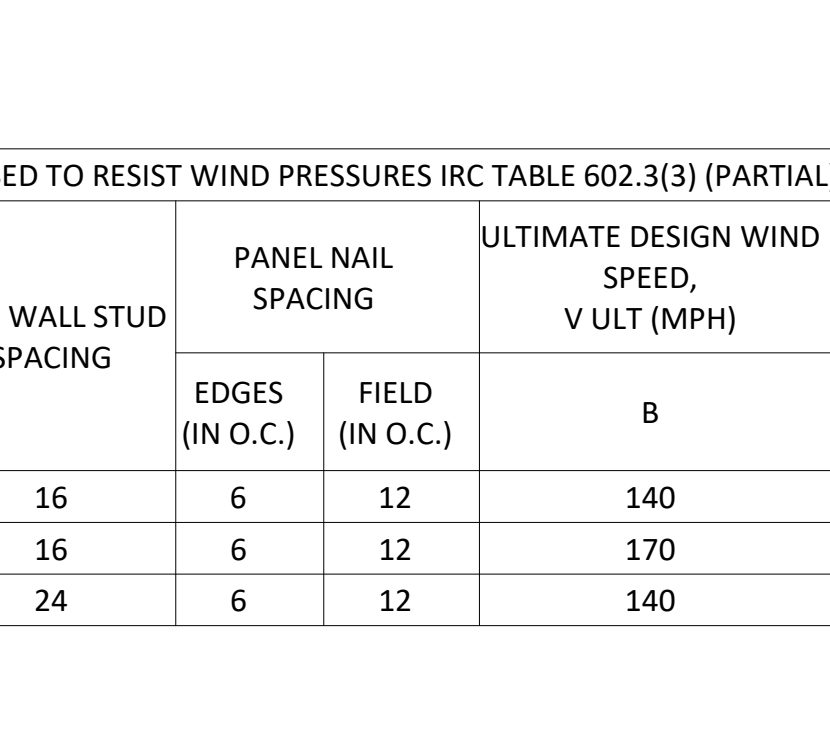 TO RESIST WIND PRESSURES IRC TABLE 602.3(3) (PARTIAL)
WALL STUD
SPACING
PANEL NAIL
SPACING
ULTIMATE DESIGN WIND
SPEED,
V ULT (MPH)
EDGES
(IN O.C.)
FIELD
(IN O.C.)
B
16 6 12 140
16 6 12 170
24 6 12 140